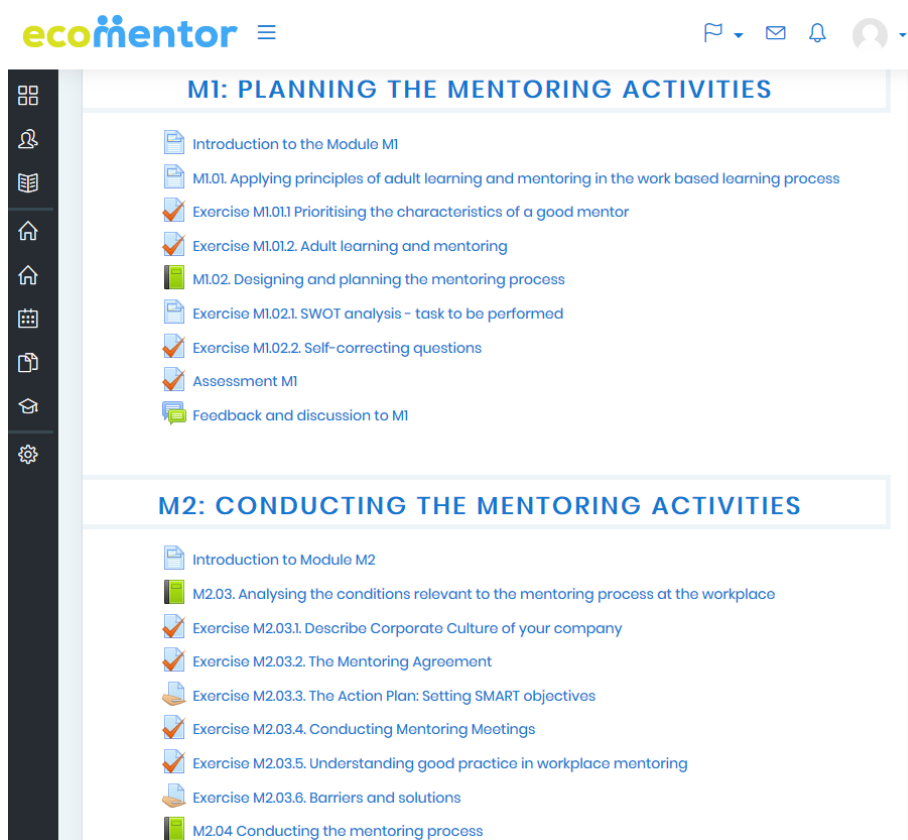 ecomentor
M1: PLANNING THE MENTORING ACTIVITIES
Introduction to the Module M1
M1.01. Applying principles of adult learning and mentoring in the work based learning process
Exercise M1.01.1 Prioritising the characteristics of a good mentor
Exercise M1.01.2. Adult learning and mentoring
M1.02. Designing and planning the mentoring process
Exercise M1.02.1. SWOT analysis - task to be performed
Exercise M1.02.2. Self-correcting questions
Assessment M1
Feedback and discussion to M1
M2: CONDUCTING THE MENTORING ACTIVITIES
Introduction to Module M2
M2.03. Analysing the conditions relevant to the mentoring process at the workplace
Exercise M2.03.1. Describe Corporate Culture of your company
Exercise M2.03.2. The Mentoring Agreement
Exercise M2.03.3. The Action Plan: Setting SMART objectives
Exercise M2.03.4. Conducting Mentoring Meetings
Exercise M2.03.5. Understanding good practice in workplace mentoring
Exercise M2.03.6. Barriers and solutions
M2.04 Conducting the mentoring process